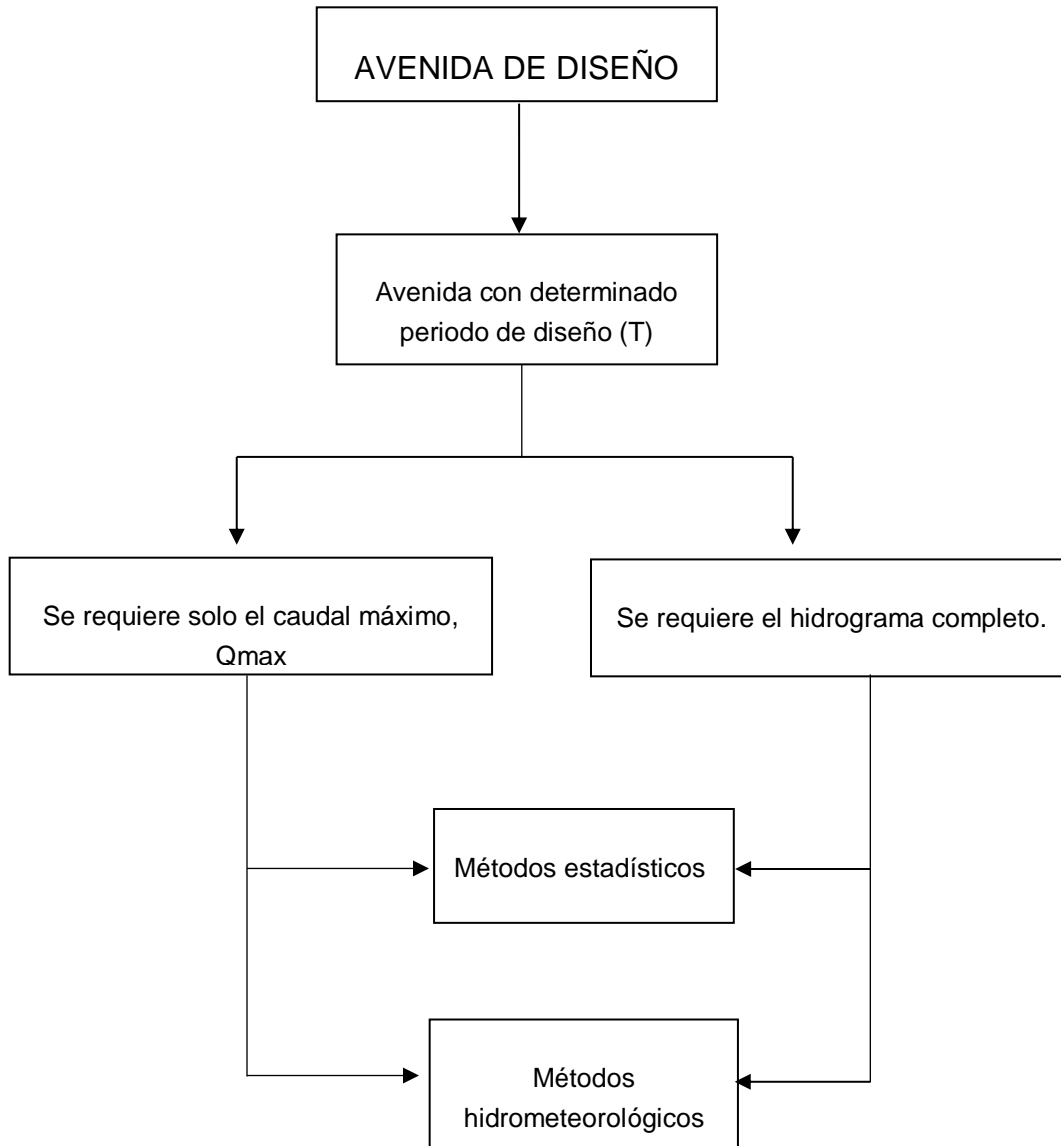 AVENIDA DE DISEÑO
Avenida con determinado
periodo de diseño (T)
Se requiere solo el caudal máximo,
Qmax
Se requiere el hidrograma completo.
Métodos estadísticos
Métodos
hidrometeorológicos